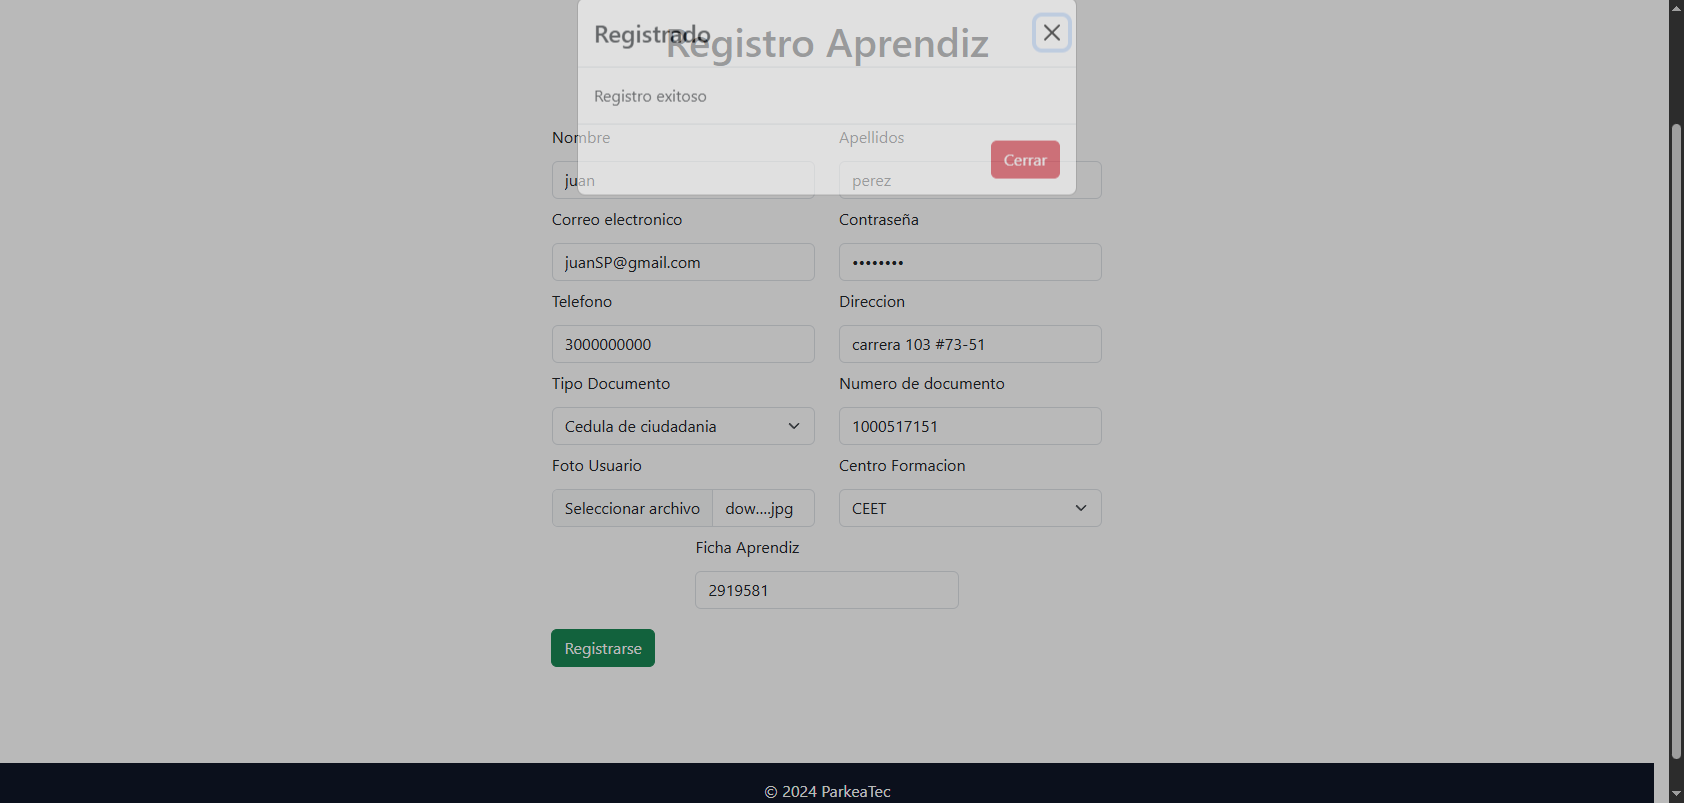 Registrado
Registro Aprendiz
Registro exitoso
Cerrar
Nombre
Apellidos
juan
perez
Correo electronico
Contraseña
juanSP@gmail.com
••••••••
Telefono
Direccion
3000000000
carrera 103 #73-51
Tipo Documento
Numero de documento
Cedula de ciudadania
1000517151
Foto Usuario
Centro Formacion
Seleccionar archivo
dow....jpg
CEET
Ficha Aprendiz
2919581
Registrarse
© 2024 ParkeaTec